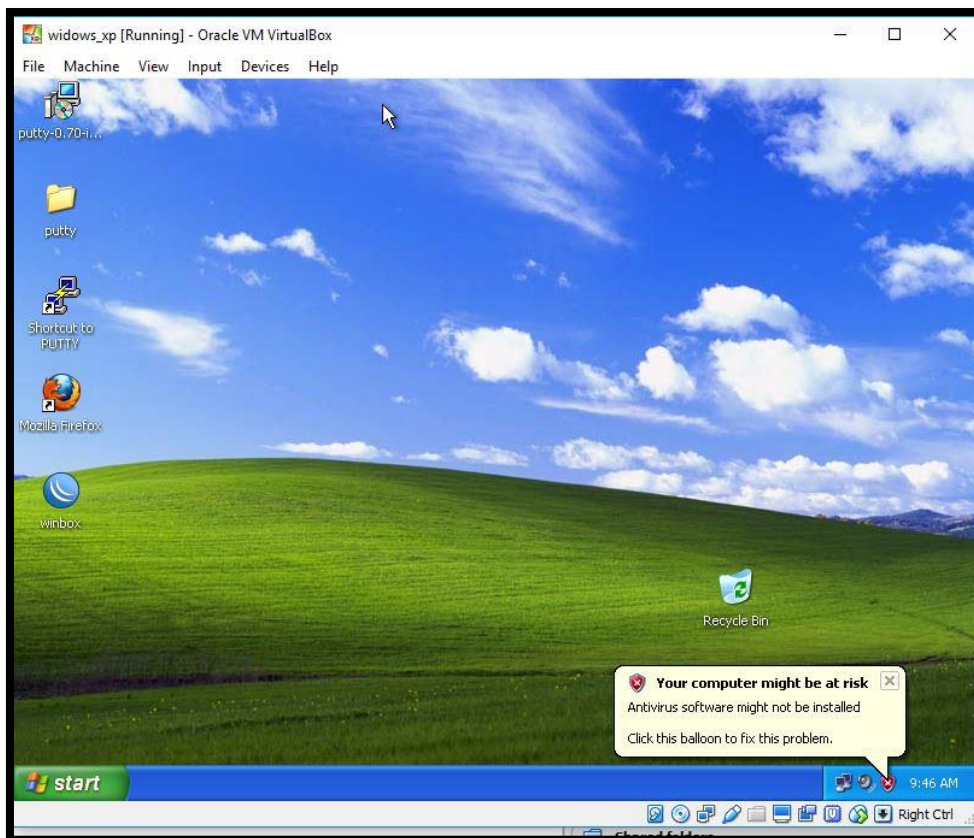 widows_xp [Running] - Oracle VM VirtualBox
File Machine View Input Devices Help
putty-0.70-i...
putty
Shortcut to
PUTTY
Mozilla Firefox
winbox
Recycle Bin
Your computer might be at risk
Antivirus software might not be installed
Click this balloon to fix this problem.
start
9:46 AM
Right Ctrl
Shared folders